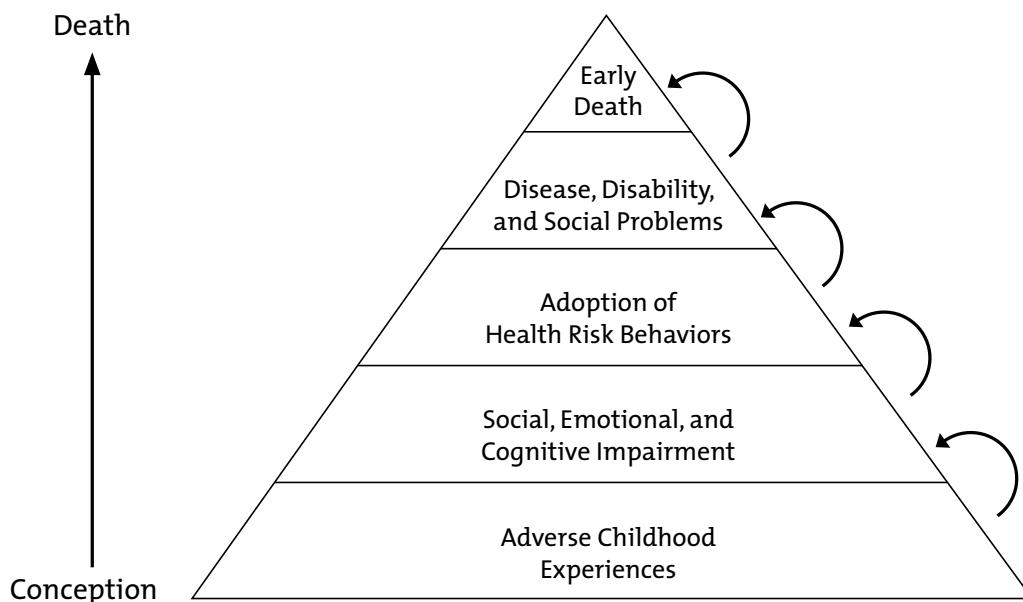 Death
Early
Death
Disease, Disability,
and Social Problems
Adoption of
Health Risk Behaviors
Social, Emotional, and
Cognitive Impairment
Adverse Childhood
Experiences
Conception